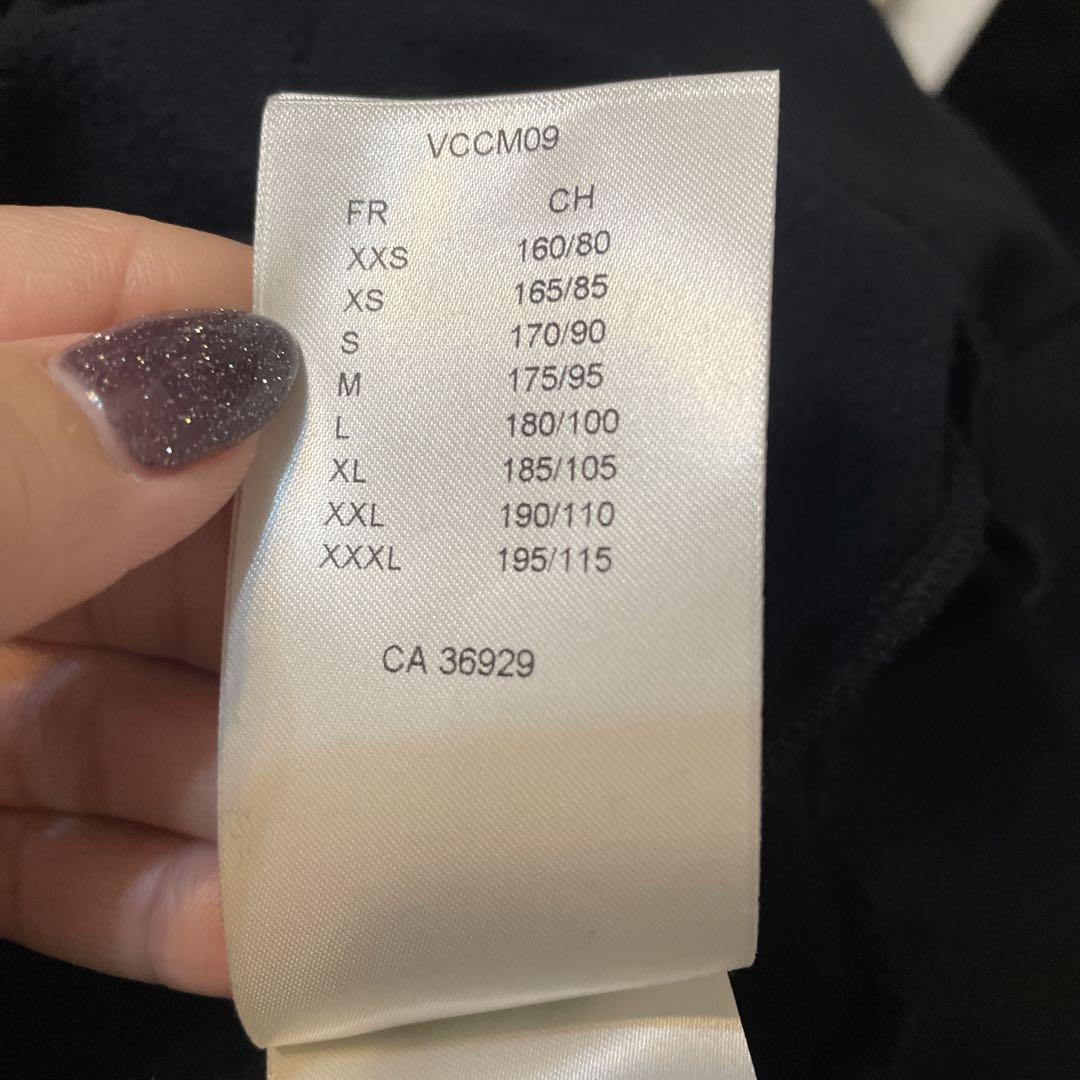 VCCM09
FR CH
XXS 160/80
XS 165/85
S 170/90
M 175/95
L 180/100
XL 185/105
XXL 190/110
XXXL 195/115
CA 36929